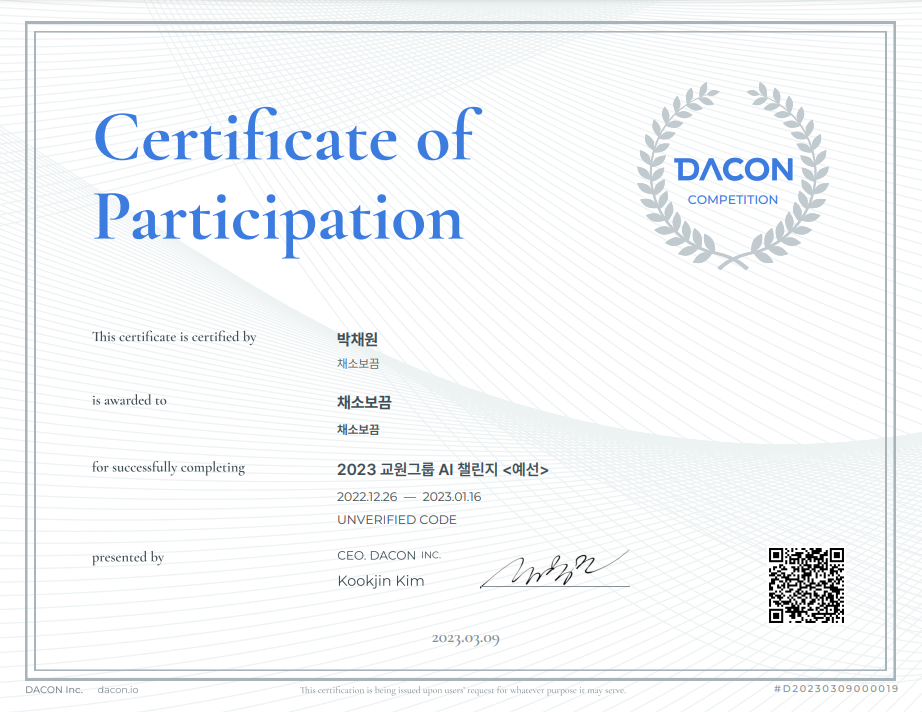 Certificate of
Participation
DACON
COMPETITION
This certificate is certified by
박채원
채소보끔
is awarded to
채소보끔
채소보끔
for successfully completing
2023 교원그룹 AI 챌린지 <예선>
2022.12.26 — 2023.01.16
UNVERIFIED CODE
presented by
CEO. DACON INC.
Kookjin Kim
2023.03.09
DACON Inc. dacon.io
This certification is being issued upon users' request for whatever purpose it may serve.
#D20230309000019